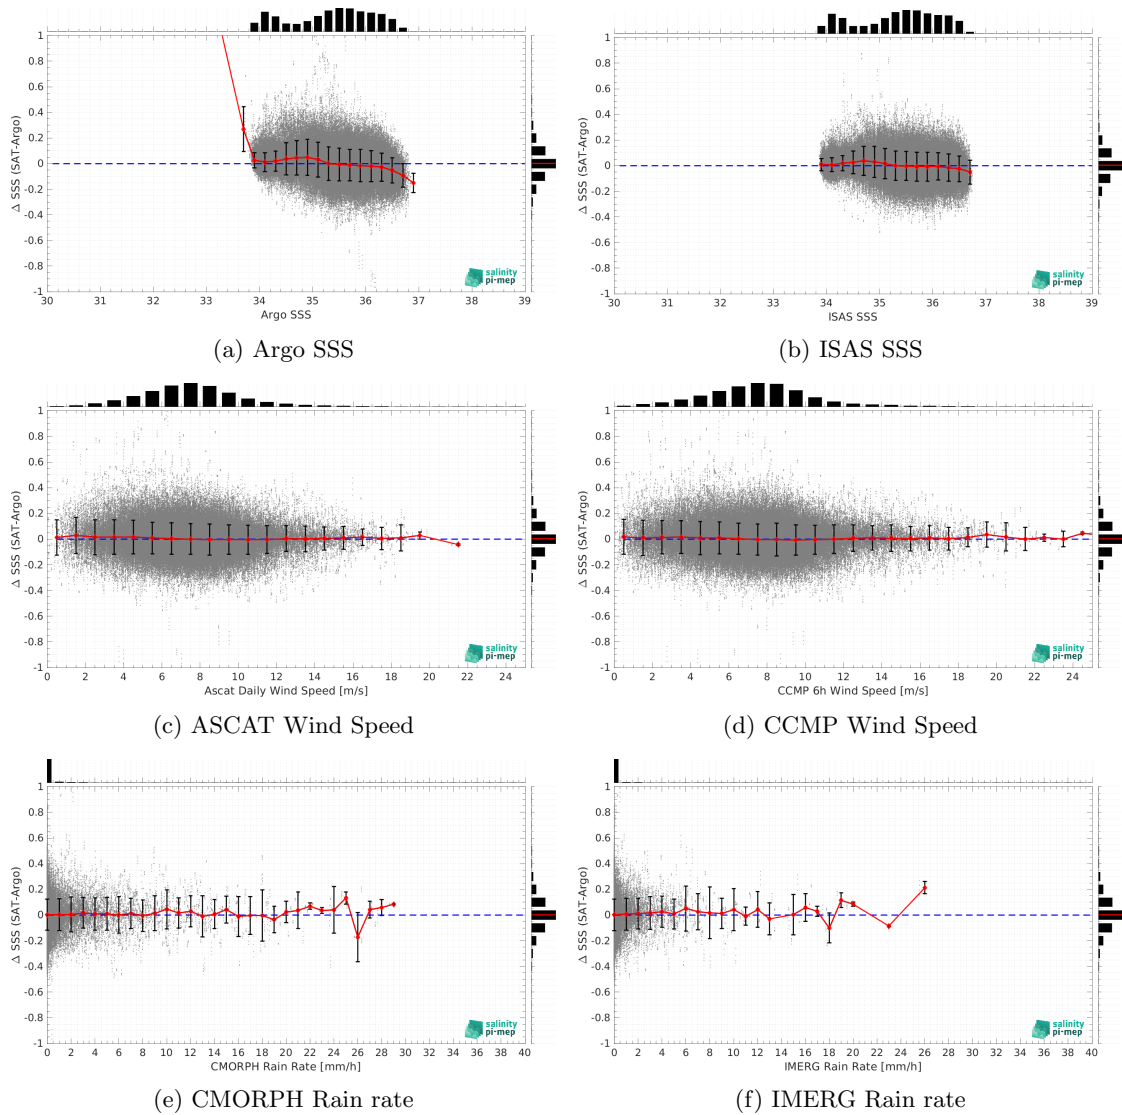 1
0.8
0.6
0.4
0.2
0
-0.2
-0.4
-0.6
-0.8
-1
Δ SSS (SAT-Argo)
30 31 32 33 34 35 36 37 38 39
Argo SSS
salinity
pi-mep
(a) Argo SSS
1
0.8
0.6
0.4
0.2
0
-0.2
-0.4
-0.6
-0.8
-1
Δ SSS (SAT-Argo)
30 31 32 33 34 35 36 37 38 39
ISAS SSS
salinity
pi-mep
(b) ISAS SSS
1
0.8
0.6
0.4
0.2
0
-0.2
-0.4
-0.6
-0.8
-1
Δ SSS (SAT-Argo)
0 2 4 6 8 10 12 14 16 18 20 22 24
Ascat Daily Wind Speed [m/s]
salinity
pi-mep
(c) ASCAT Wind Speed
1
0.8
0.6
0.4
0.2
0
-0.2
-0.4
-0.6
-0.8
-1
Δ SSS (SAT-Argo)
0 2 4 6 8 10 12 14 16 18 20 22 24
CCMP 6h Wind Speed [m/s]
salinity
pi-mep
(d) CCMP Wind Speed
1
0.8
0.6
0.4
0.2
0
-0.2
-0.4
-0.6
-0.8
-1
Δ SSS (SAT-Argo)
0 2 4 6 8 10 12 14 16 18 20 22 24 26 28 30 32 34 36 38 40
CMORPH Rain Rate [mm/h]
salinity
pi-mep
(e) CMORPH Rain rate
1
0.8
0.6
0.4
0.2
0
-0.2
-0.4
-0.6
-0.8
-1
Δ SSS (SAT-Argo)
0 2 4 6 8 10 12 14 16 18 20 22 24 26 28 30 32 34 36 38 40
IMERG Rain Rate [mm/h]
salinity
pi-mep
(f) IMERG Rain rate